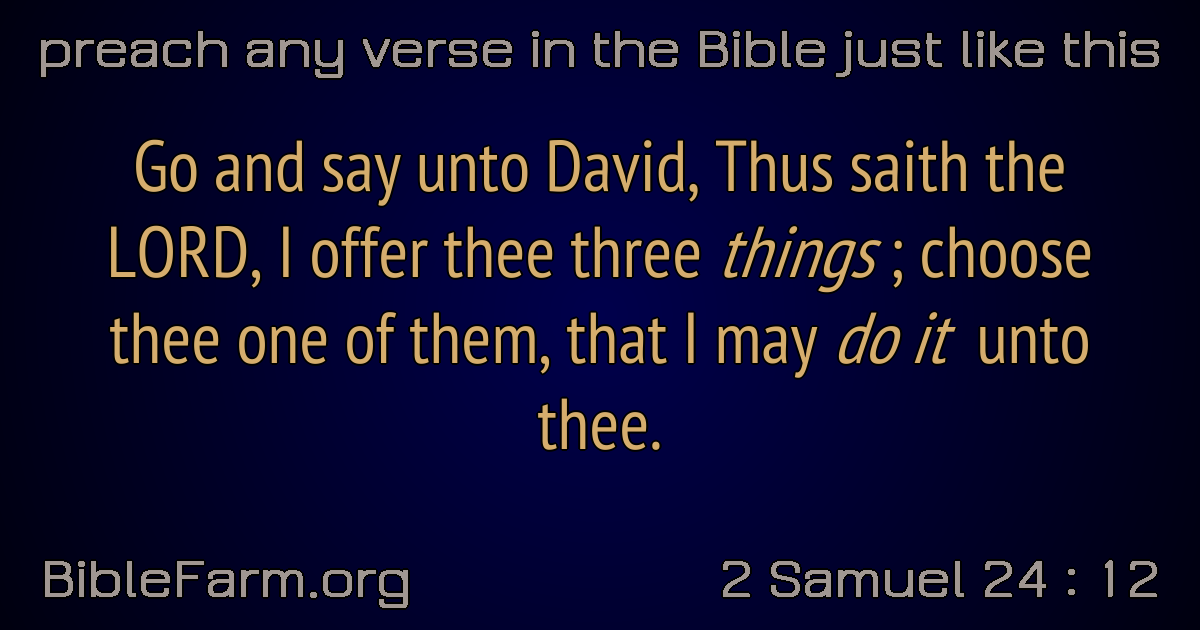 preach any verse in the Bible just like this
Go and say unto David, Thus saith the
LORD, I offer thee three things ; choose
thee one of them, that I may do it unto
thee.
BibleFarm.org
2 Samuel 24 : 12